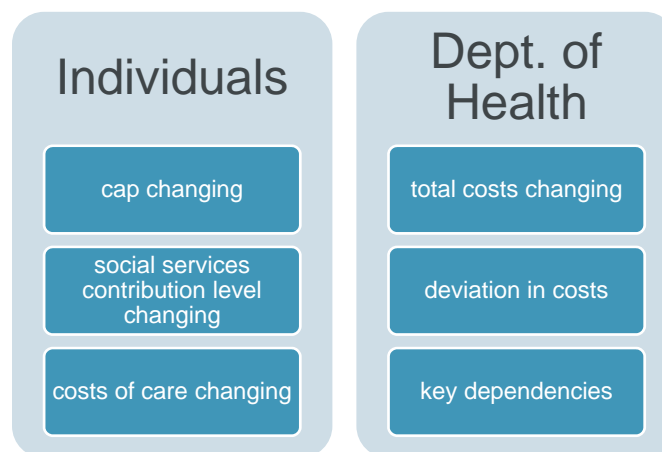 Individuals
cap changing
social services
contribution level
changing
costs of care changing
Dept. of
Health
total costs changing
deviation in costs
key dependencies